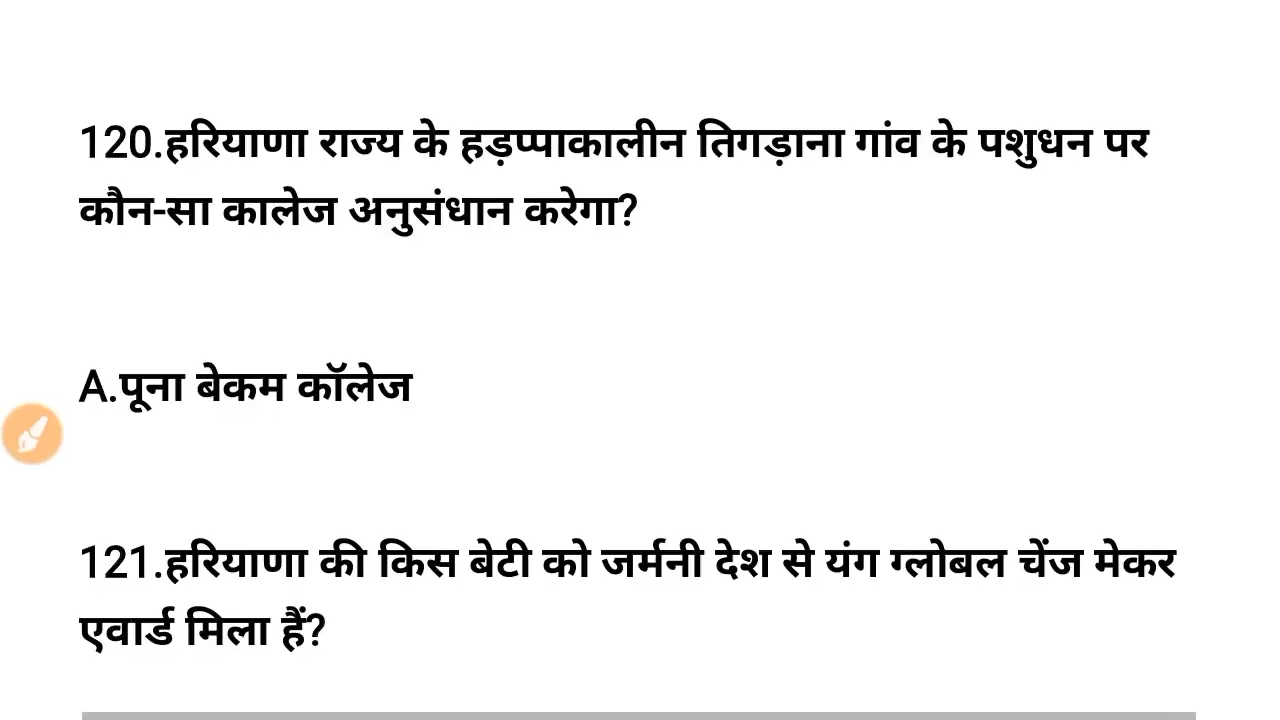 120.हरियाणा राज्य के हड़प्पाकालीन तिगड़ाना गांव के पशुधन पर
कौन-सा कालेज अनुसंधान करेगा?
A.पूना बेकम कॉलेज
121.हरियाणा की किस बेटी को जर्मनी देश से यंग ग्लोबल चेंज मेकर
एवार्ड मिला हैं?